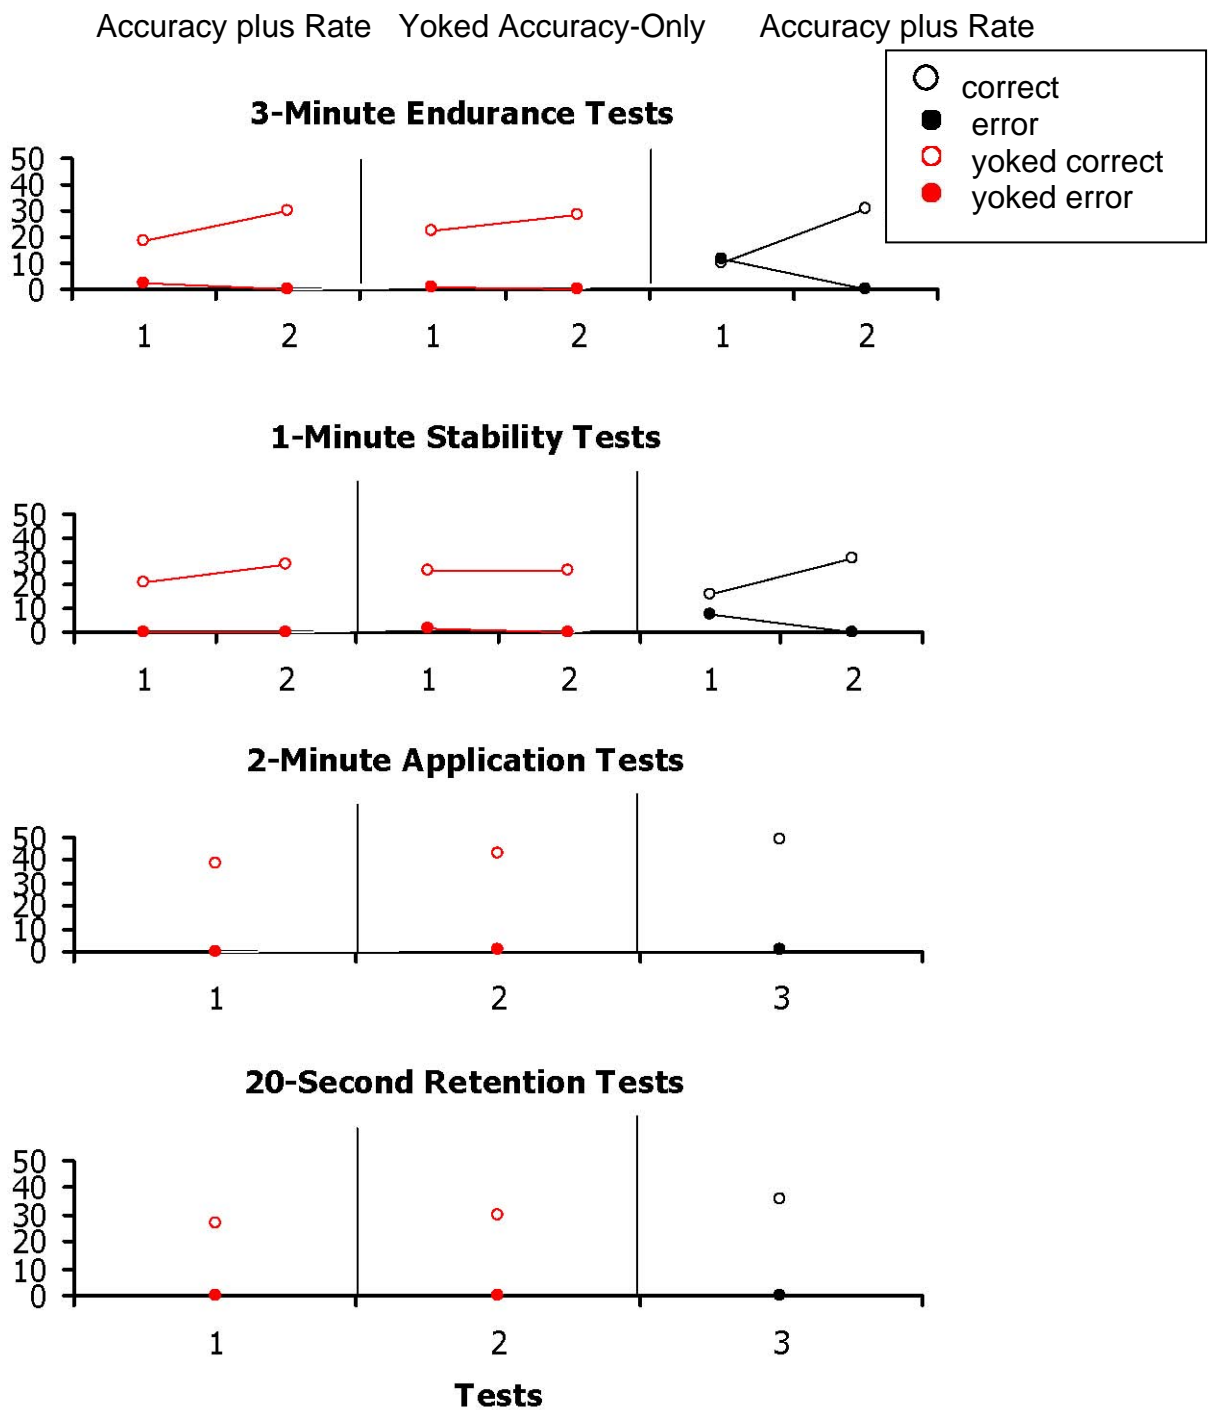 Accuracy plus Rate Yoked Accuracy-Only Accuracy plus Rate
correct
error
yoked correct
yoked error
3-Minute Endurance Tests
50
40
30
20
10
0
1 2 1 2 1 2
1-Minute Stability Tests
50
40
30
20
10
0
1 2 1 2 1 2
2-Minute Application Tests
50
40
30
20
10
0
1 2 3
20-Second Retention Tests
50
40
30
20
10
0
1 2 3
Tests